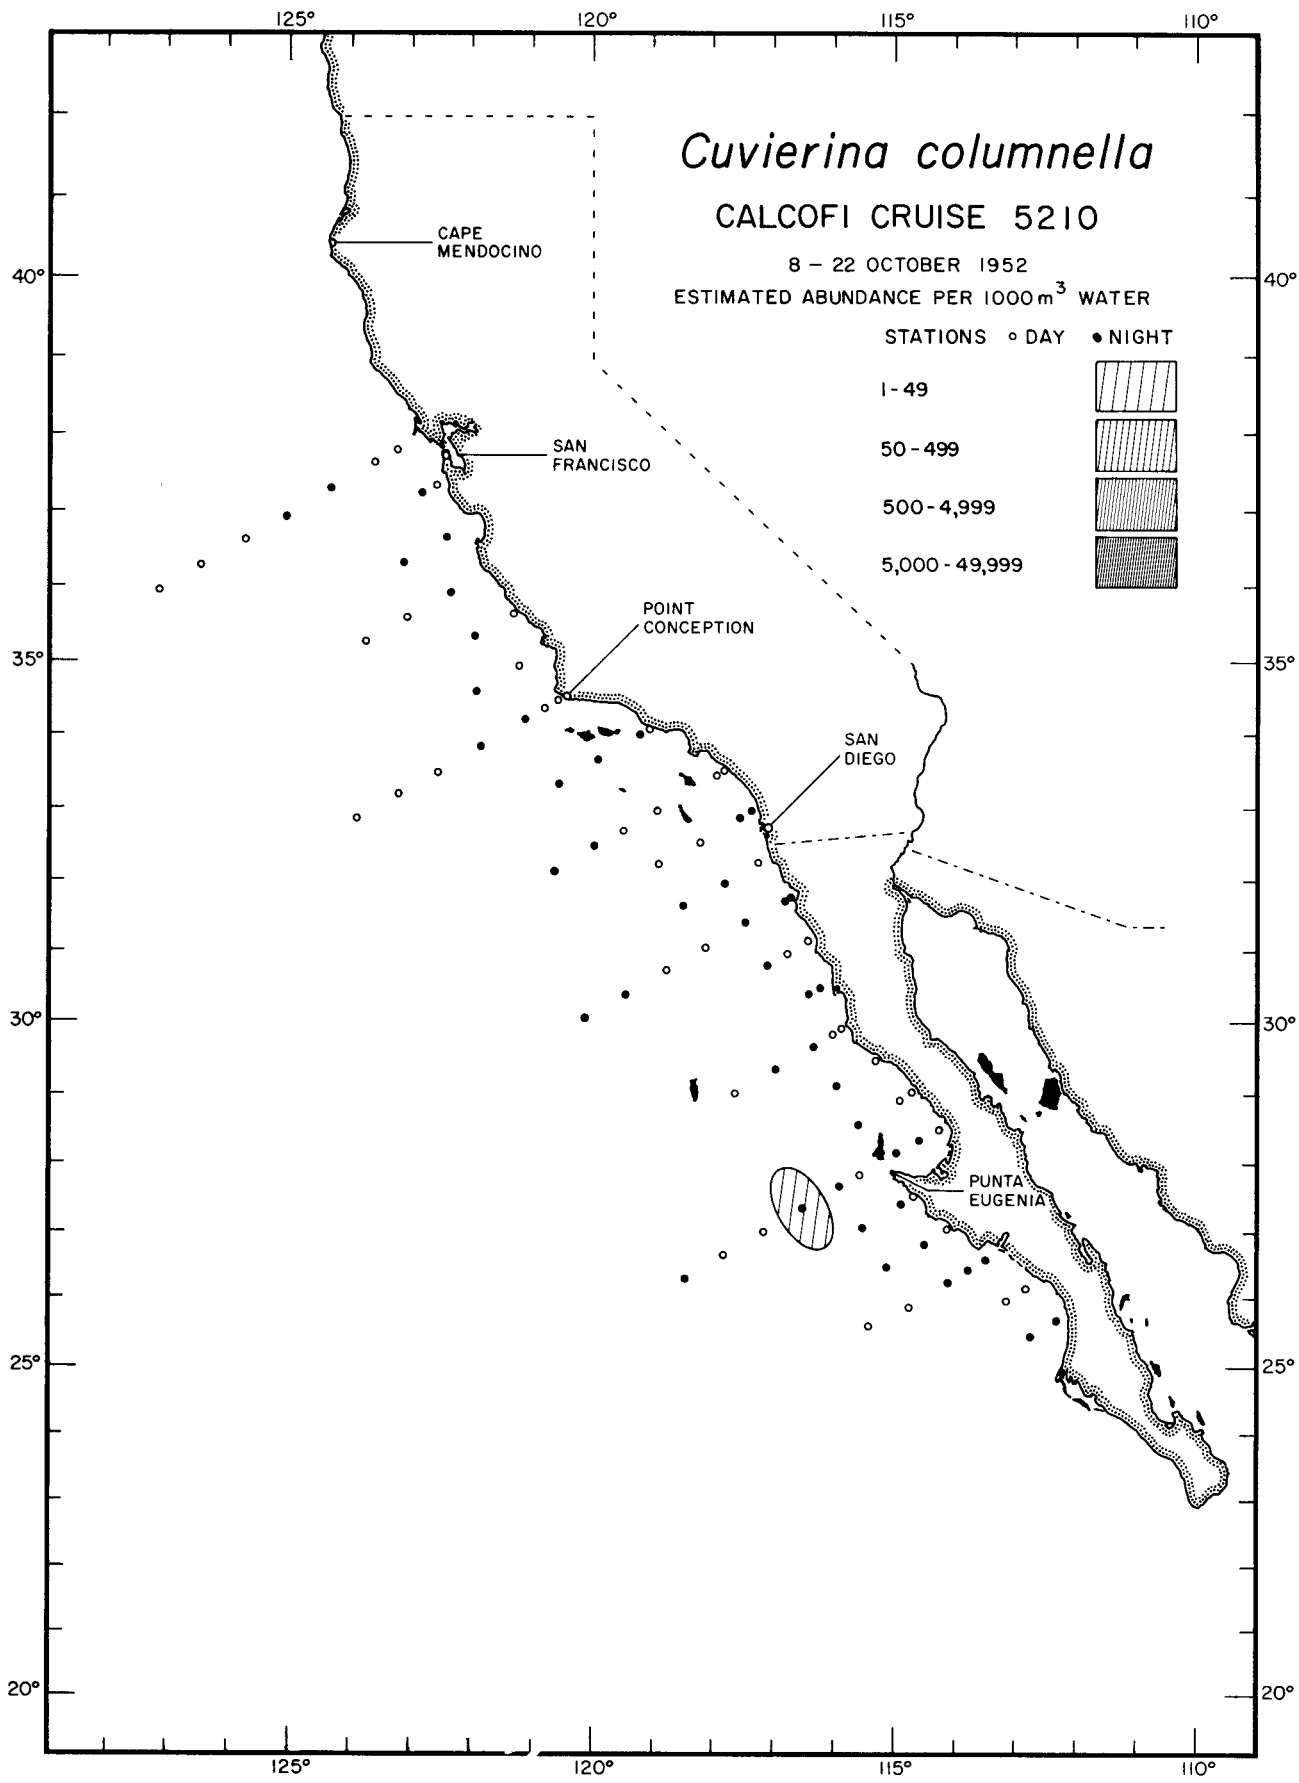 125° 120° 115° 110°
Cuvierina columnella
CALCOFI CRUISE 5210
8 – 22 OCTOBER 1952
ESTIMATED ABUNDANCE PER 1000 m³ WATER
STATIONS ○ DAY ● NIGHT
1 - 49
50 - 499
500 - 4,999
5,000 - 49,999
CAPE
MENDOCINO
40° 40°
SAN
FRANCISCO
POINT
CONCEPTION
35° 35°
SAN
DIEGO
30° 30°
PUNTA
EUGENIA
25° 25°
20° 20°
125° 120° 115° 110°